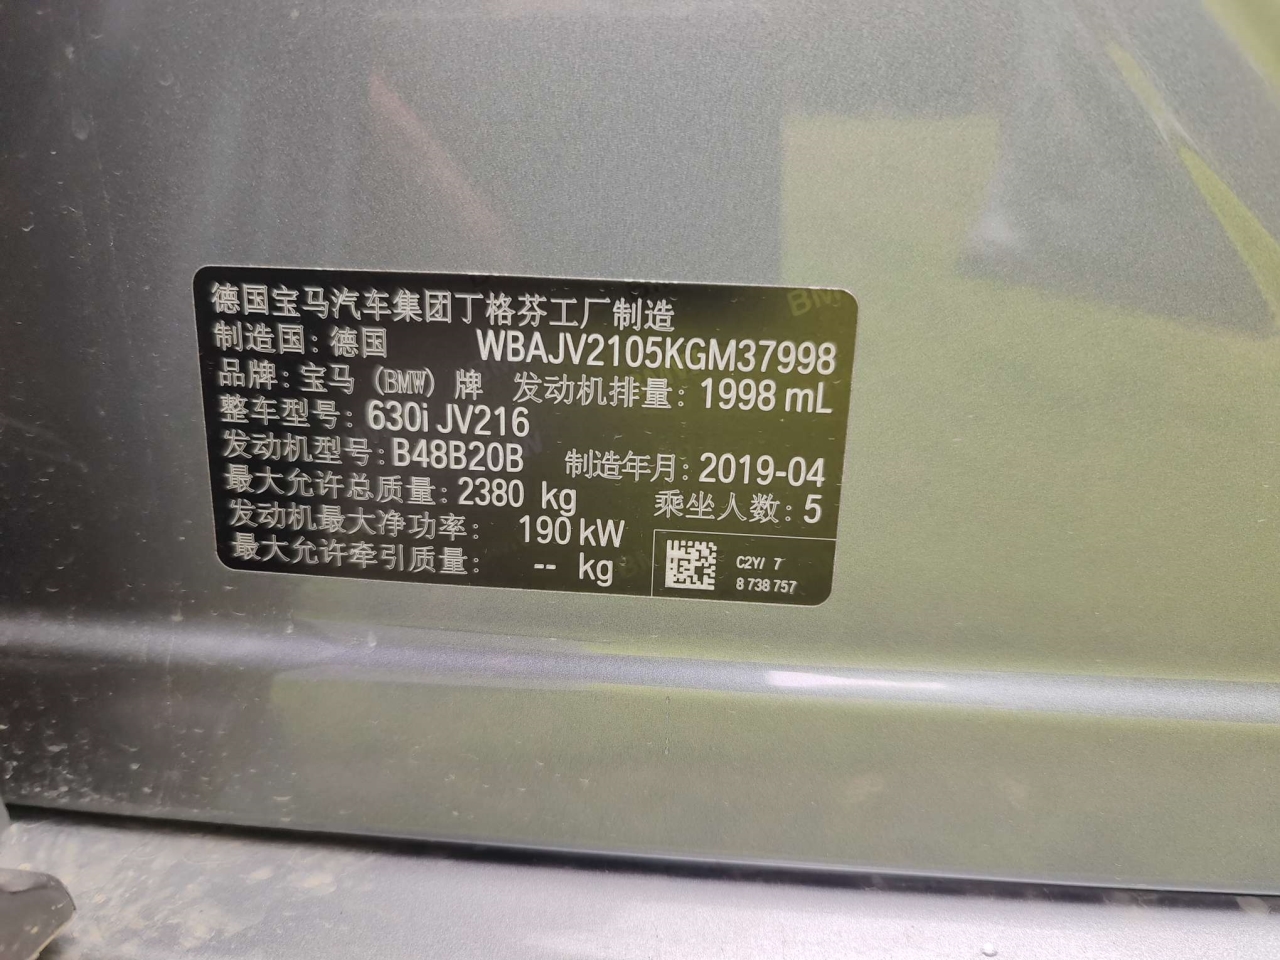 德国宝马汽车集团丁格芬工厂制造
制造国：德国 WBAJV2105KGM37998
品牌：宝马（BMW）牌 发动机排量：1998 mL
整车型号：630i JV216
发动机型号：B48B20B 制造年月：2019-04
最大允许总质量：2380 kg 乘坐人数：5
发动机最大净功率： 190 kW
最大允许牵引质量： -- kg
C2Y/ 7
8 738 757